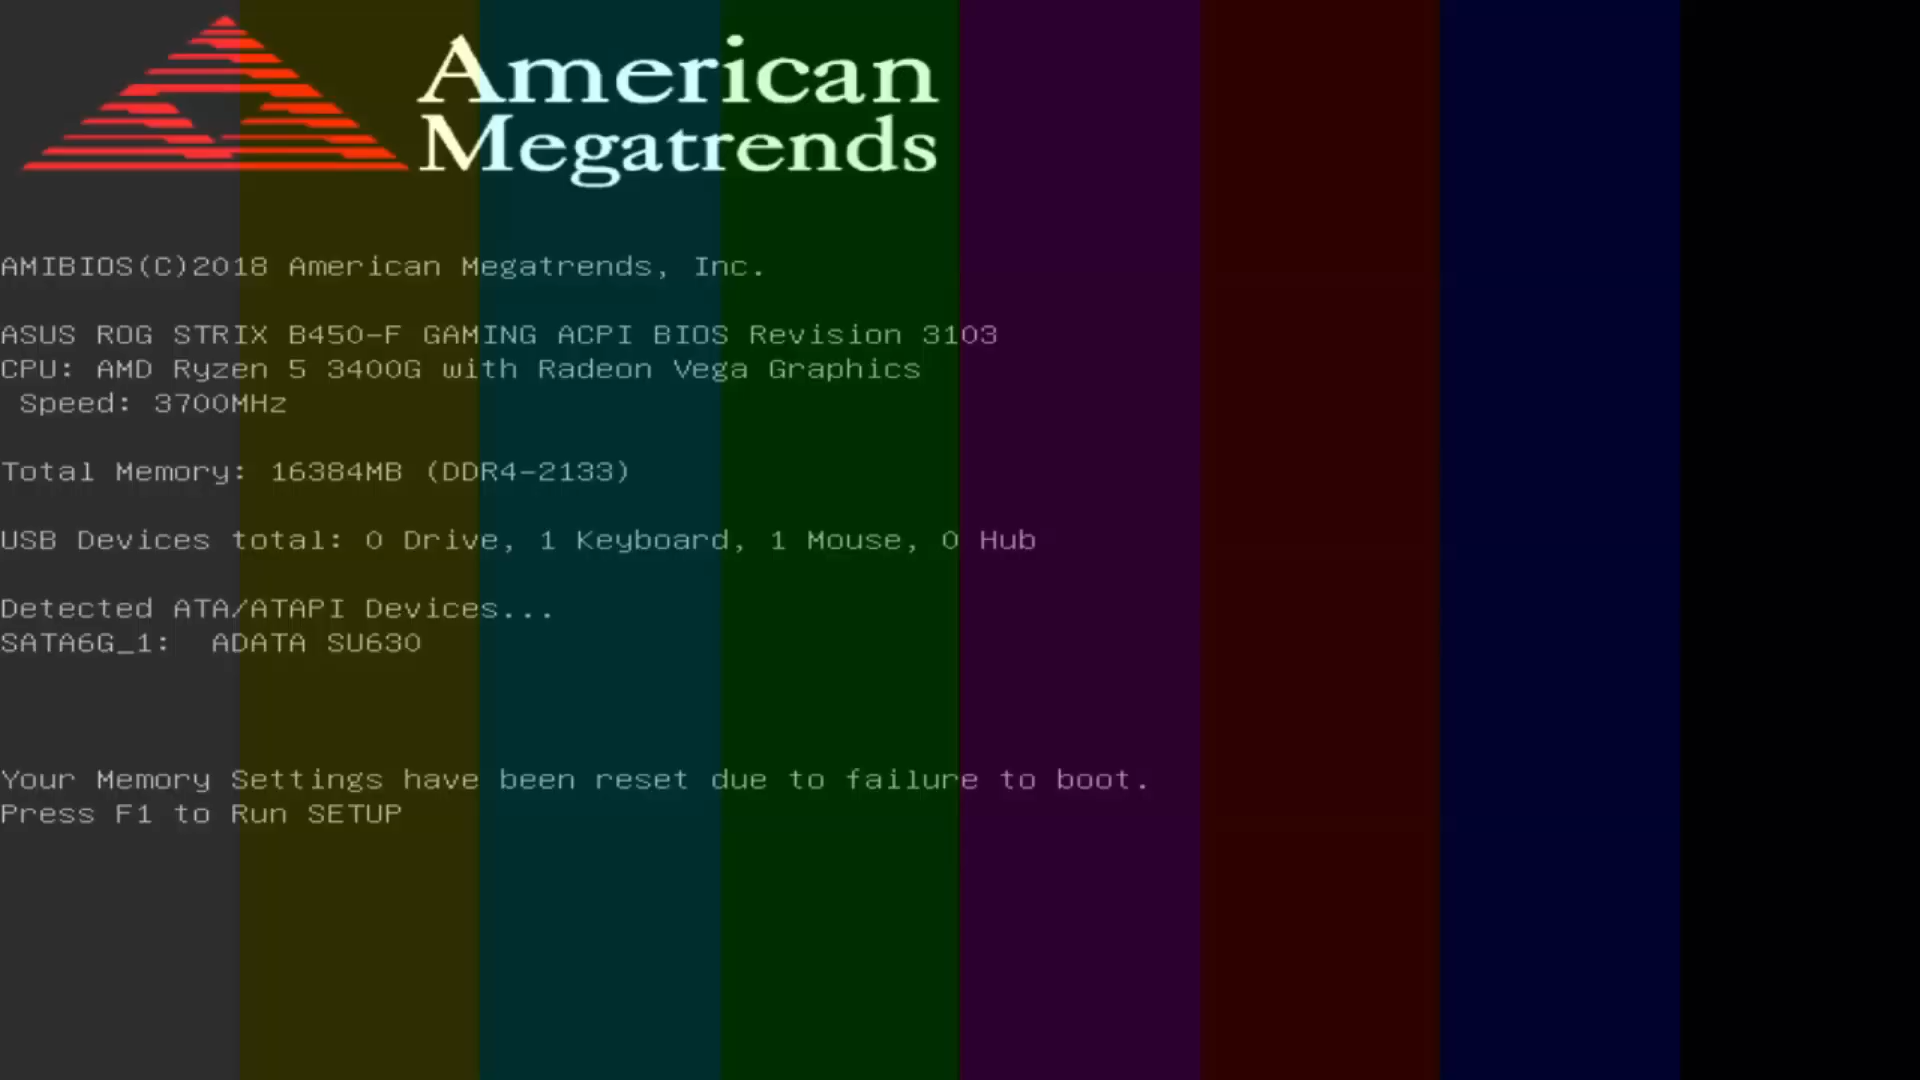 American
Megatrends
AMIBIOS(C)2018 American Megatrends, Inc.
ASUS ROG STRIX B450-F GAMING ACPI BIOS Revision 3103
CPU: AMD Ryzen 5 3400G with Radeon Vega Graphics
Speed: 3700MHz
Total Memory: 16384MB (DDR4-2133)
USB Devices total: 0 Drive, 1 Keyboard, 1 Mouse, 0 Hub
Detected ATA/ATAPI Devices...
SATA6G_1:  ADATA SU630
Your Memory Settings have been reset due to failure to boot.
Press F1 to Run SETUP